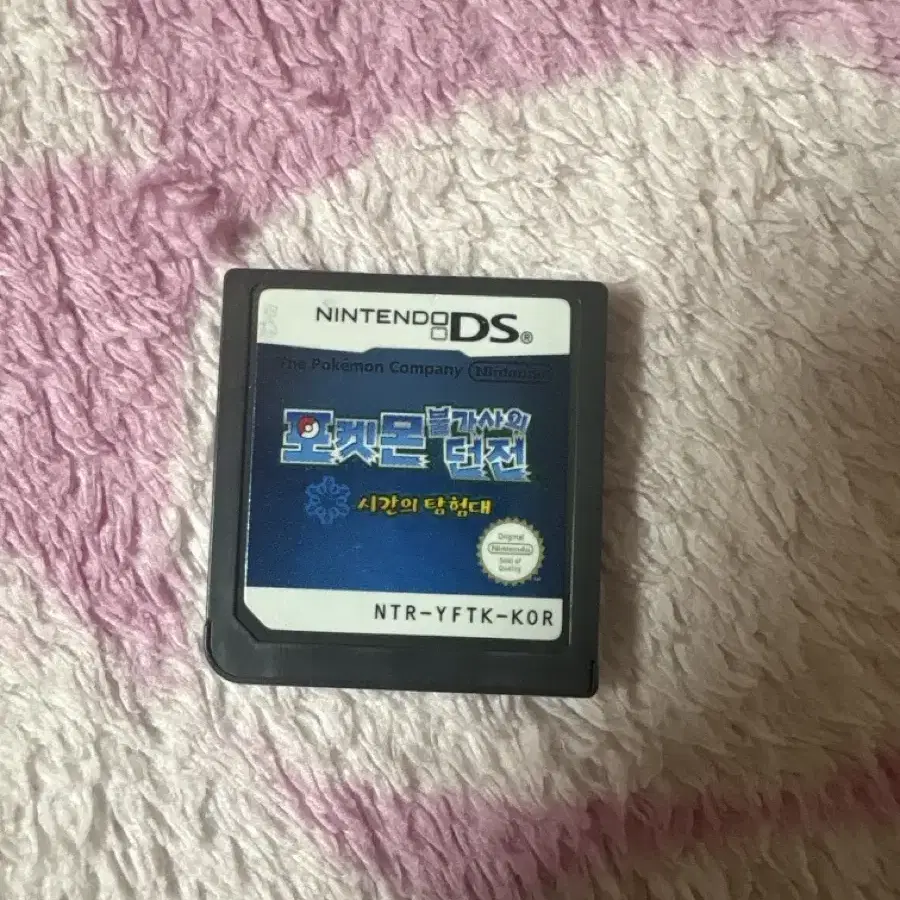 NINTENDO DS®
The Pokémon Company Nintendo
포켓몬 불가사의
던전
시간의 탐험대
Original
Nintendo
Seal of
Quality
NTR-YFTK-KOR